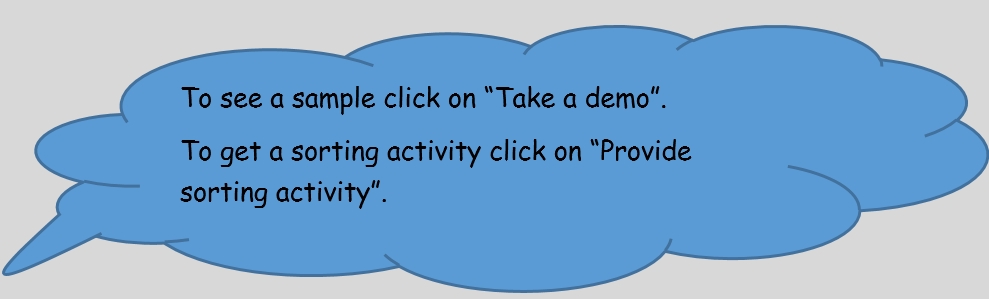 To see a sample click on “Take a demo”.
To get a sorting activity click on “Provide
sorting activity”.